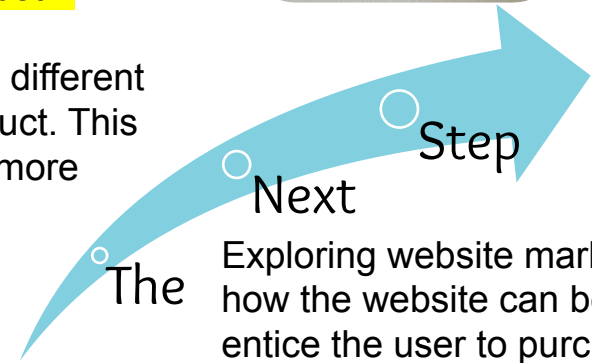 different
uct. This
more
The
Next
Step
Exploring website mark
how the website can be
entice the user to purc